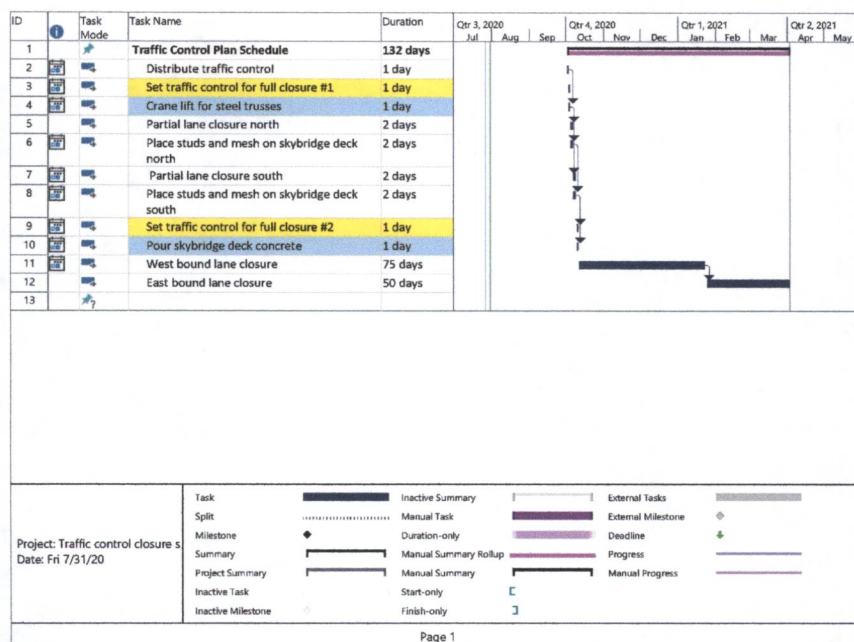 ID Task Mode Task Name Duration Qtr 3, 2020 Qtr 4, 2020 Qtr 1, 2021 Qtr 2, 2021
Jul Aug Sep Oct Nov Dec Jan Feb Mar Apr May
1 Traffic Control Plan Schedule 132 days
2 Distribute traffic control 1 day
3 Set traffic control for full closure #1 1 day
4 Crane lift for steel trusses 1 day
5 Partial lane closure north 2 days
6 Place studs and mesh on skybridge deck 2 days
north
7 Partial lane closure south 2 days
8 Place studs and mesh on skybridge deck 2 days
south
9 Set traffic control for full closure #2 1 day
10 Pour skybridge deck concrete 1 day
11 West bound lane closure 75 days
12 East bound lane closure 50 days
13 ?
Project: Traffic control closure s
Date: Fri 7/31/20
Task Inactive Summary External Tasks
Split Manual Task External Milestone
Milestone Duration-only Deadline
Summary Manual Summary Rollup Progress
Project Summary Manual Summary Manual Progress
Inactive Task Start-only
Inactive Milestone Finish-only
Page 1